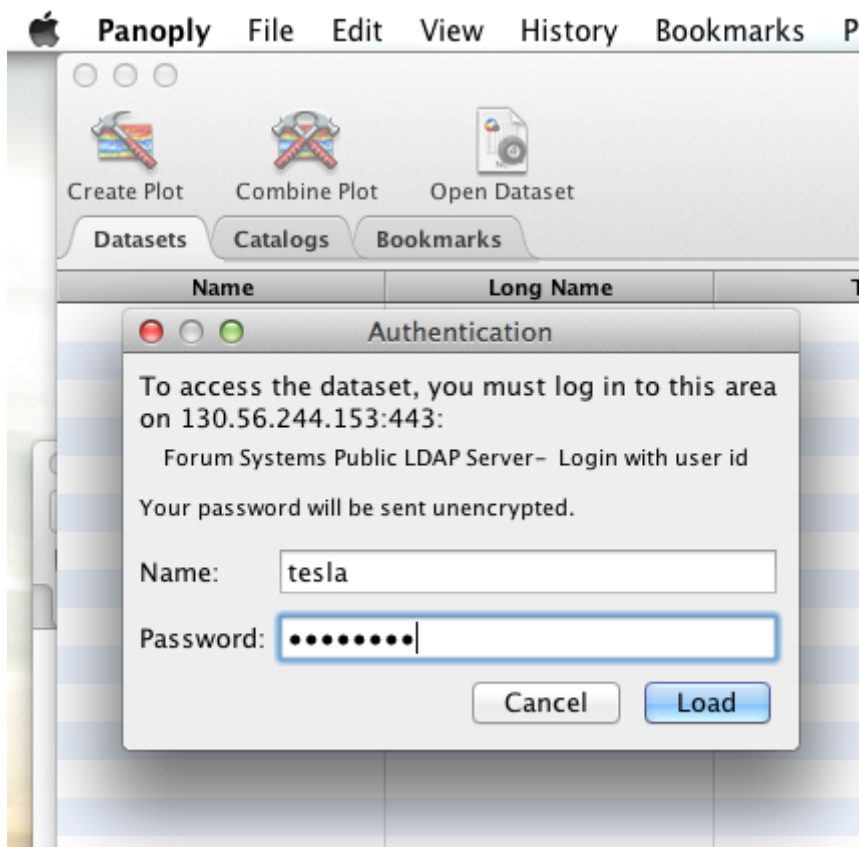 Panoply File Edit View History Bookmarks P
Create Plot Combine Plot Open Dataset
Datasets Catalogs Bookmarks
Name Long Name T
Authentication
To access the dataset, you must log in to this area
on 130.56.244.153:443:
Forum Systems Public LDAP Server– Login with user id
Your password will be sent unencrypted.
Name: tesla
Password: ••••••••
Cancel Load